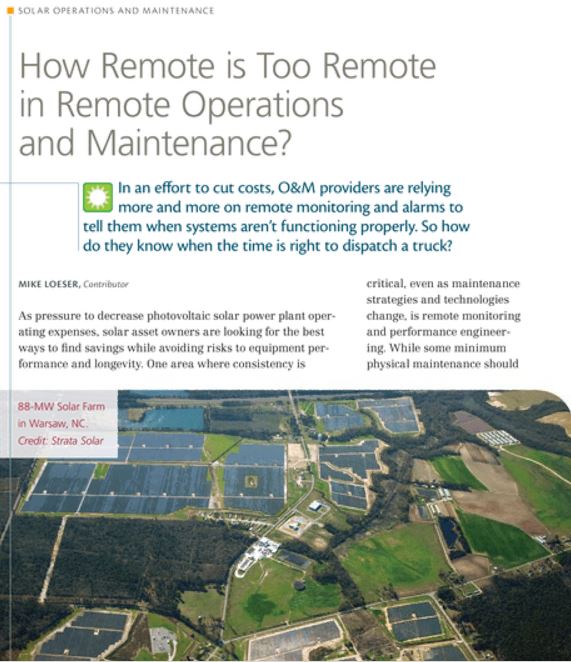 SOLAR OPERATIONS AND MAINTENANCE
How Remote is Too Remote
in Remote Operations
and Maintenance?
In an effort to cut costs, O&M providers are relying
more and more on remote monitoring and alarms to
tell them when systems aren't functioning properly. So how
do they know when the time is right to dispatch a truck?
MIKE LOESER, Contributor
As pressure to decrease photovoltaic solar power plant oper-
ating expenses, solar asset owners are looking for the best
ways to find savings while avoiding risks to equipment per-
formance and longevity. One area where consistency is
critical, even as maintenance
strategies and technologies
change, is remote monitoring
and performance engineer-
ing. While some minimum
physical maintenance should
88-MW Solar Farm
in Warsaw, NC.
Credit: Strata Solar